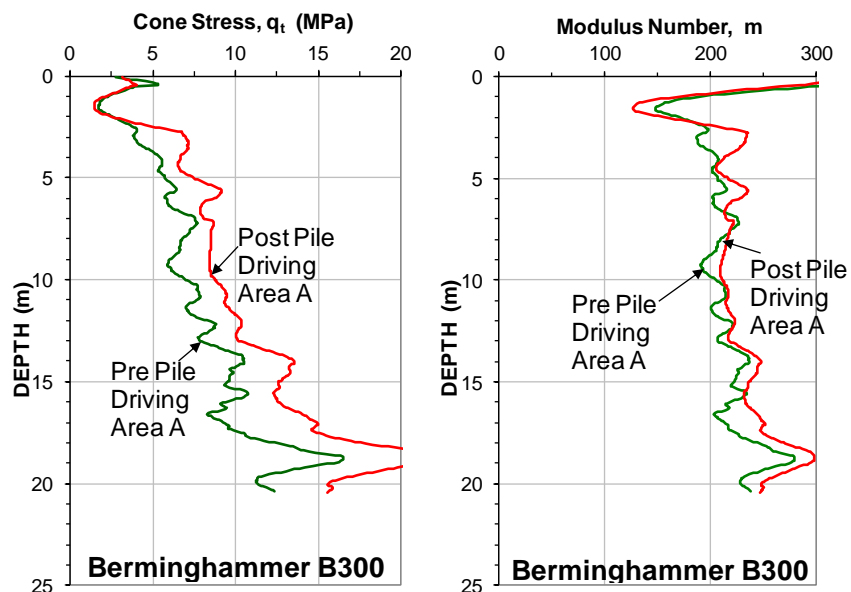 Cone Stress, qt (MPa)
0 5 10 15 20
0
5
10
15
20
25
DEPTH (m)
Post Pile
Driving
Area A
Pre Pile
Driving
Area A
Berminghammer B300
Modulus Number, m
0 100 200 300
0
5
10
15
20
25
DEPTH (m)
Post Pile
Driving
Area A
Pre Pile
Driving
Area A
Berminghammer B300